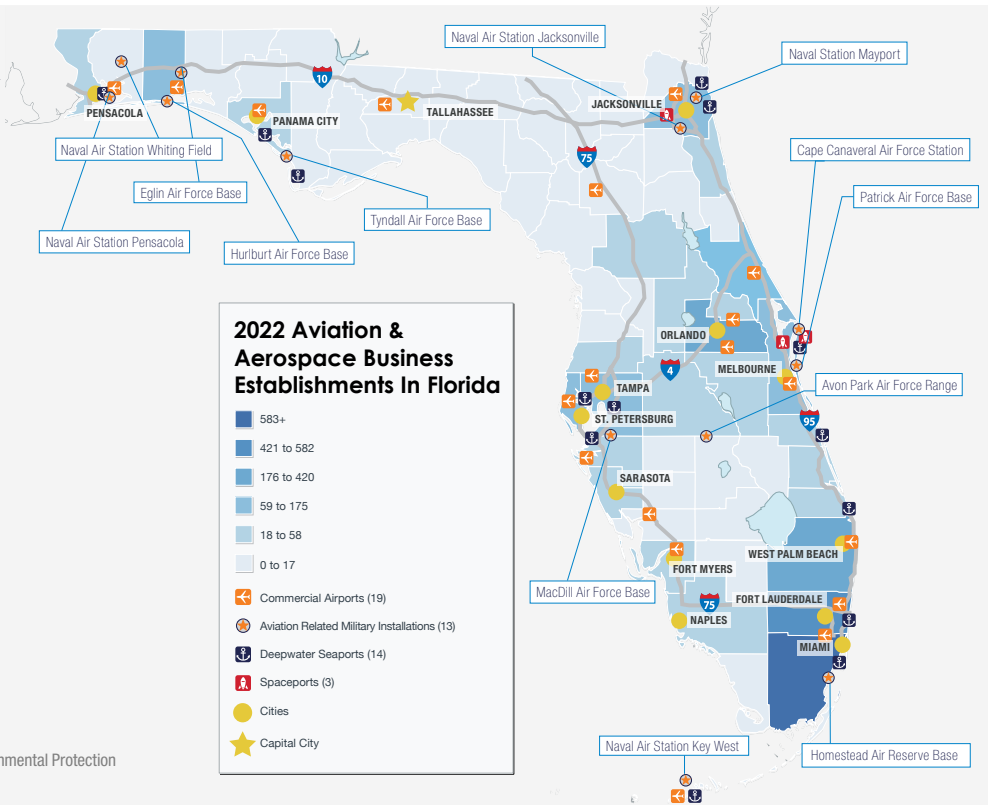 Naval Air Station Jacksonville
Naval Station Mayport
10
JACKSONVILLE
PENSACOLA
PANAMA CITY
TALLAHASSEE
Naval Air Station Whiting Field
75
Cape Canaveral Air Force Station
Eglin Air Force Base
Patrick Air Force Base
Tyndall Air Force Base
Naval Air Station Pensacola
Hurlburt Air Force Base
2022 Aviation &
Aerospace Business
Establishments In Florida
583+
421 to 582
176 to 420
59 to 175
18 to 58
0 to 17
Commercial Airports (19)
Aviation Related Military Installations (13)
Deepwater Seaports (14)
Spaceports (3)
Cities
Capital City
ORLANDO
4
MELBOURNE
TAMPA
Avon Park Air Force Range
ST. PETERSBURG
95
SARASOTA
WEST PALM BEACH
FORT MYERS
MacDill Air Force Base
75
FORT LAUDERDALE
NAPLES
MIAMI
Naval Air Station Key West
Homestead Air Reserve Base
nmental Protection